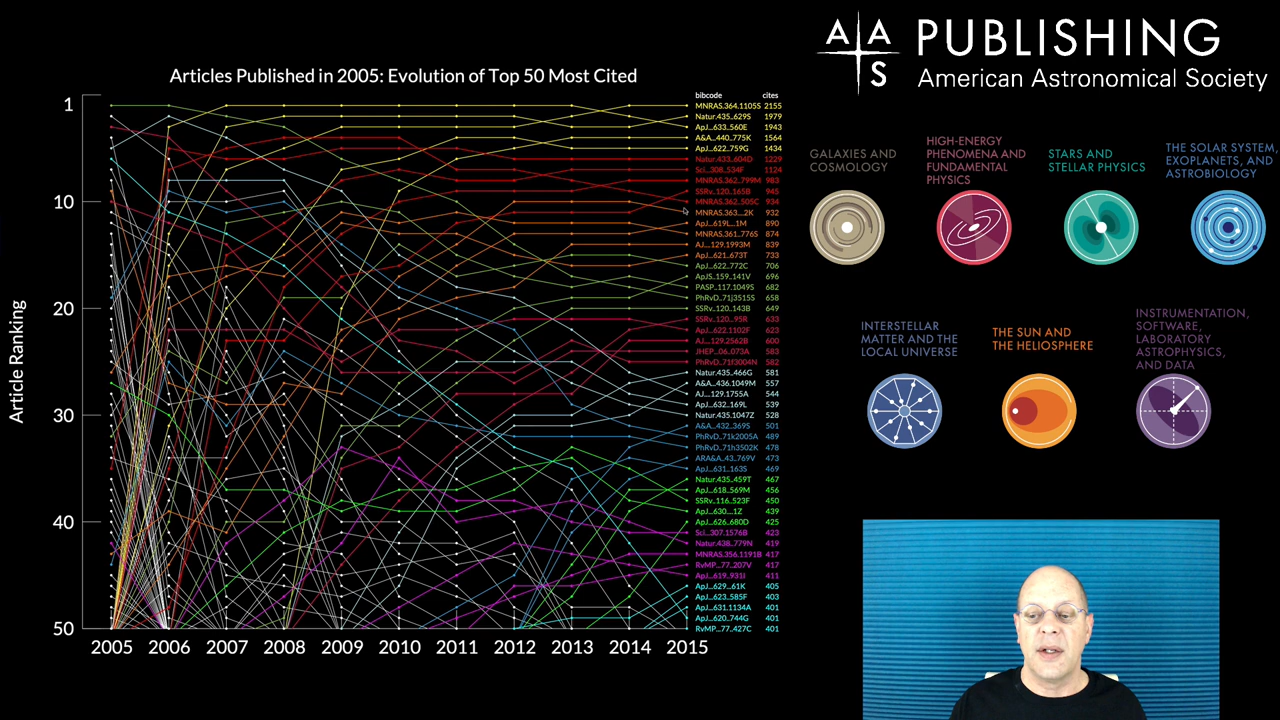 AAS PUBLISHING
American Astronomical Society
Articles Published in 2005: Evolution of Top 50 Most Cited
Article Ranking
1
10
20
30
40
50
2005 2006 2007 2008 2009 2010 2011 2012 2013 2014 2015
bibcode cites
MNRAS.364.1105S 2155
Natur.435..629S 1979
ApJ...633..560E 1943
A&A...440..775K 1564
ApJ...622..759G 1434
Natur.433..604D 1229
Sci...308..534F 1124
MNRAS.362..799M 983
SSRv..120..165B 945
MNRAS.362..505C 934
MNRAS.363....2K 932
ApJ...619L...1M 890
MNRAS.361..776S 874
AJ....129.1993M 839
ApJ...621..673T 733
ApJ...622..772C 706
ApJS..159..141V 696
PASP..117.1049S 682
PhRvD..71j3515S 658
SSRv..120..143B 649
SSRv..120...95R 633
ApJ...622.1102F 623
AJ....129.2562B 600
JHEP...06..073A 583
PhRvD..71f3004N 582
Natur.435..466G 581
A&A...436.1049M 557
AJ....129.1755A 544
ApJ...632..169L 539
Natur.435.1047Z 528
A&A...432..369S 501
PhRvD..71k2005A 489
PhRvD..71h3502K 478
ARA&A..43..769V 473
ApJ...631..163S 469
Natur.435..459T 467
ApJ...618..569M 456
SSRv..116..523F 450
ApJ...630....1Z 439
ApJ...626..680D 425
Sci...307.1576B 423
Natur.438..779N 419
MNRAS.356.1191B 417
RvMP...77..207V 417
ApJ...619..931I 411
ApJ...629...61K 405
ApJ...623..585F 403
ApJ...631.1134A 401
ApJ...620..744G 401
RvMP...77..427C 401
GALAXIES AND
COSMOLOGY
HIGH-ENERGY
PHENOMENA AND
FUNDAMENTAL
PHYSICS
STARS AND
STELLAR PHYSICS
THE SOLAR SYSTEM,
EXOPLANETS, AND
ASTROBIOLOGY
INTERSTELLAR
MATTER AND THE
LOCAL UNIVERSE
THE SUN AND
THE HELIOSPHERE
INSTRUMENTATION,
SOFTWARE,
LABORATORY
ASTROPHYSICS,
AND DATA